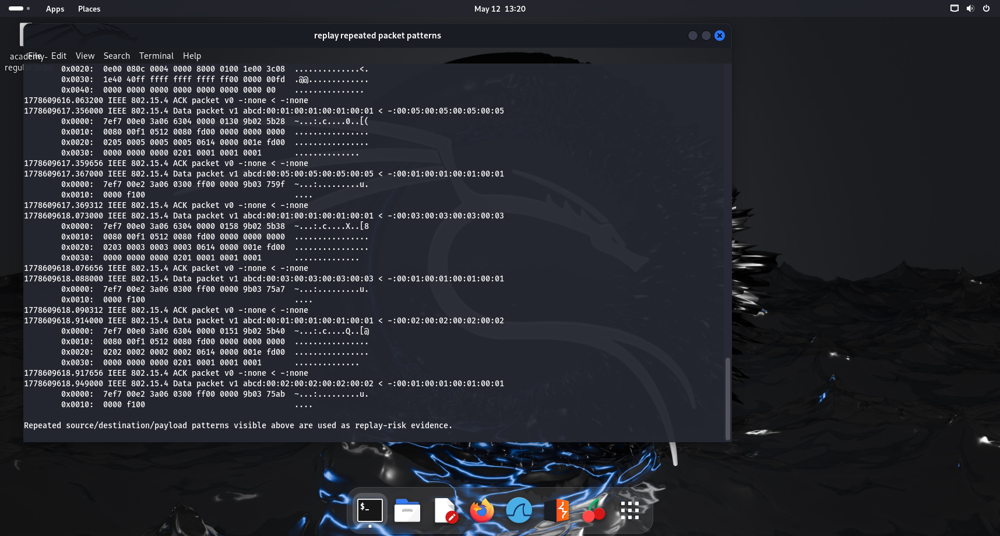 Apps Places May 12 13:20
replay repeated packet patterns
academy-
regular.ovpn
File Edit View Search Terminal Help
0x0020: 0e00 080c 0004 0000 8000 0100 1e00 3c08 ..............<.
0x0030: 1e40 40ff ffff ffff ffff ff00 0000 00fd .@@.............
0x0040: 0000 0000 0000 0000 0000 0000 0000 00 ...............
1778609616.063200 IEEE 802.15.4 ACK packet v0 -:none < -:none
1778609617.356000 IEEE 802.15.4 Data packet v1 abcd:00:01:00:01:00:01:00:01 < -:00:05:00:05:00:05:00:05
0x0000: 7ef7 00e0 3a06 6304 0000 0130 9b02 5b28 ~...:.c....0..[(
0x0010: 0080 00f1 0512 0080 fd00 0000 0000 0000 ................
0x0020: 0205 0005 0005 0005 0614 0000 001e fd00 ................
0x0030: 0000 0000 0000 0201 0001 0001 0001 ..............
1778609617.359656 IEEE 802.15.4 ACK packet v0 -:none < -:none
1778609617.367000 IEEE 802.15.4 Data packet v1 abcd:00:05:00:05:00:05:00:05 < -:00:01:00:01:00:01:00:01
0x0000: 7ef7 00e2 3a06 0300 ff00 0000 9b03 759f ~...:.........u.
0x0010: 0000 f100 ....
1778609617.369312 IEEE 802.15.4 ACK packet v0 -:none < -:none
1778609618.073000 IEEE 802.15.4 Data packet v1 abcd:00:01:00:01:00:01:00:01 < -:00:03:00:03:00:03:00:03
0x0000: 7ef7 00e0 3a06 6304 0000 0158 9b02 5b38 ~...:.c....X..[8
0x0010: 0080 00f1 0512 0080 fd00 0000 0000 0000 ................
0x0020: 0203 0003 0003 0003 0614 0000 001e fd00 ................
0x0030: 0000 0000 0000 0201 0001 0001 0001 ..............
1778609618.076656 IEEE 802.15.4 ACK packet v0 -:none < -:none
1778609618.088000 IEEE 802.15.4 Data packet v1 abcd:00:03:00:03:00:03:00:03 < -:00:01:00:01:00:01:00:01
0x0000: 7ef7 00e2 3a06 0300 ff00 0000 9b03 75a7 ~...:.........u.
0x0010: 0000 f100 ....
1778609618.090312 IEEE 802.15.4 ACK packet v0 -:none < -:none
1778609618.914000 IEEE 802.15.4 Data packet v1 abcd:00:01:00:01:00:01:00:01 < -:00:02:00:02:00:02:00:02
0x0000: 7ef7 00e0 3a06 6304 0000 0151 9b02 5b40 ~...:.c....Q..[@
0x0010: 0080 00f1 0512 0080 fd00 0000 0000 0000 ................
0x0020: 0202 0002 0002 0002 0614 0000 001e fd00 ................
0x0030: 0000 0000 0000 0201 0001 0001 0001 ..............
1778609618.917656 IEEE 802.15.4 ACK packet v0 -:none < -:none
1778609618.949000 IEEE 802.15.4 Data packet v1 abcd:00:02:00:02:00:02:00:02 < -:00:01:00:01:00:01:00:01
0x0000: 7ef7 00e2 3a06 0300 ff00 0000 9b03 75ab ~...:.........u.
0x0010: 0000 f100 ....
Repeated source/destination/payload patterns visible above are used as replay-risk evidence.
$_